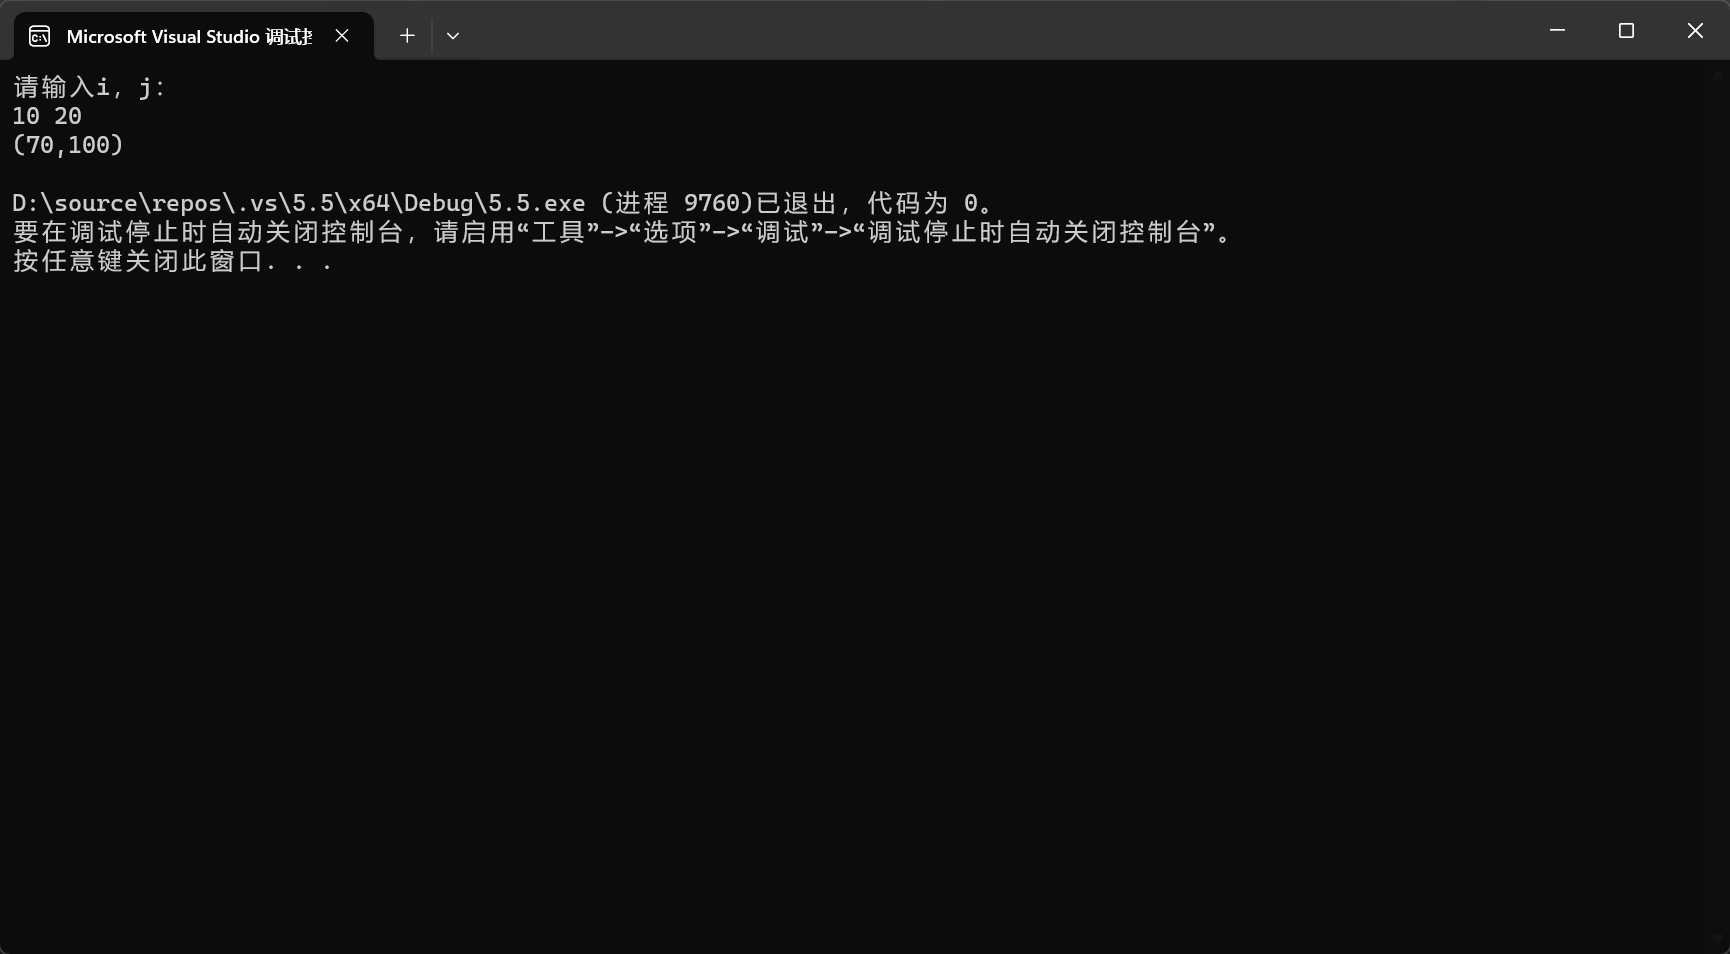 Microsoft Visual Studio 调试
请输入i，j：
10 20
(70,100)
D:\source\repos\.vs\5.5\x64\Debug\5.5.exe (进程 9760)已退出，代码为 0。
要在调试停止时自动关闭控制台，请启用“工具”->“选项”->“调试”->“调试停止时自动关闭控制台”。
按任意键关闭此窗口. . .